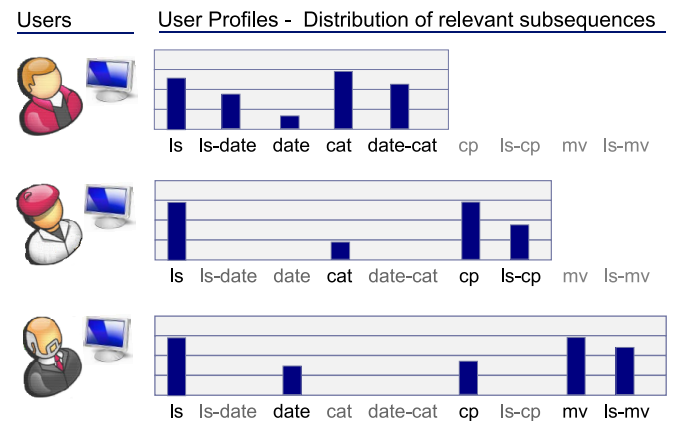 Users User Profiles - Distribution of relevant subsequences
ls ls-date date cat date-cat cp ls-cp mv ls-mv
ls ls-date date cat date-cat cp ls-cp mv ls-mv
ls ls-date date cat date-cat cp ls-cp mv ls-mv